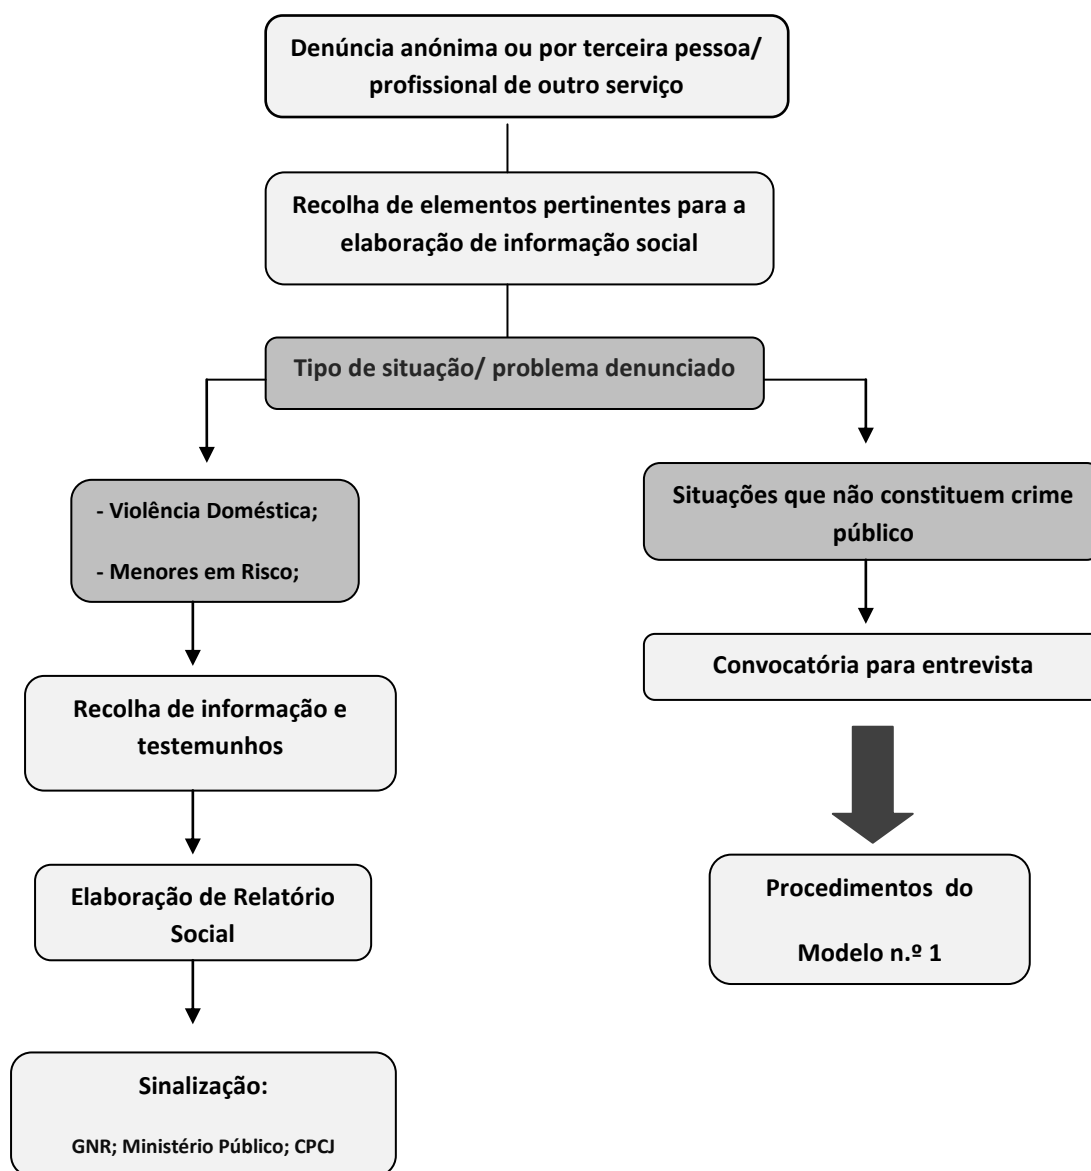 Denúncia anónima ou por terceira pessoa/
profissional de outro serviço
Recolha de elementos pertinentes para a
elaboração de informação social
Tipo de situação/ problema denunciado
- Violência Doméstica;
- Menores em Risco;
Situações que não constituem crime
público
Convocatória para entrevista
Recolha de informação e
testemunhos
Elaboração de Relatório
Social
Procedimentos do
Modelo n.º 1
Sinalização:
GNR; Ministério Público; CPCJ